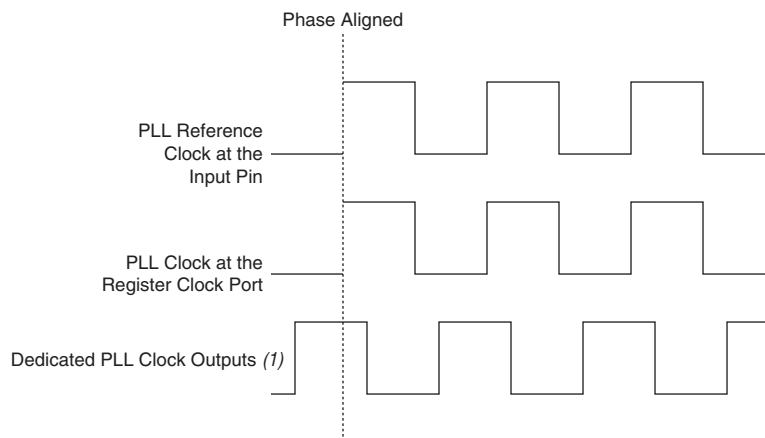 Phase Aligned
PLL Reference
Clock at the
Input Pin
PLL Clock at the
Register Clock Port
Dedicated PLL Clock Outputs (1)